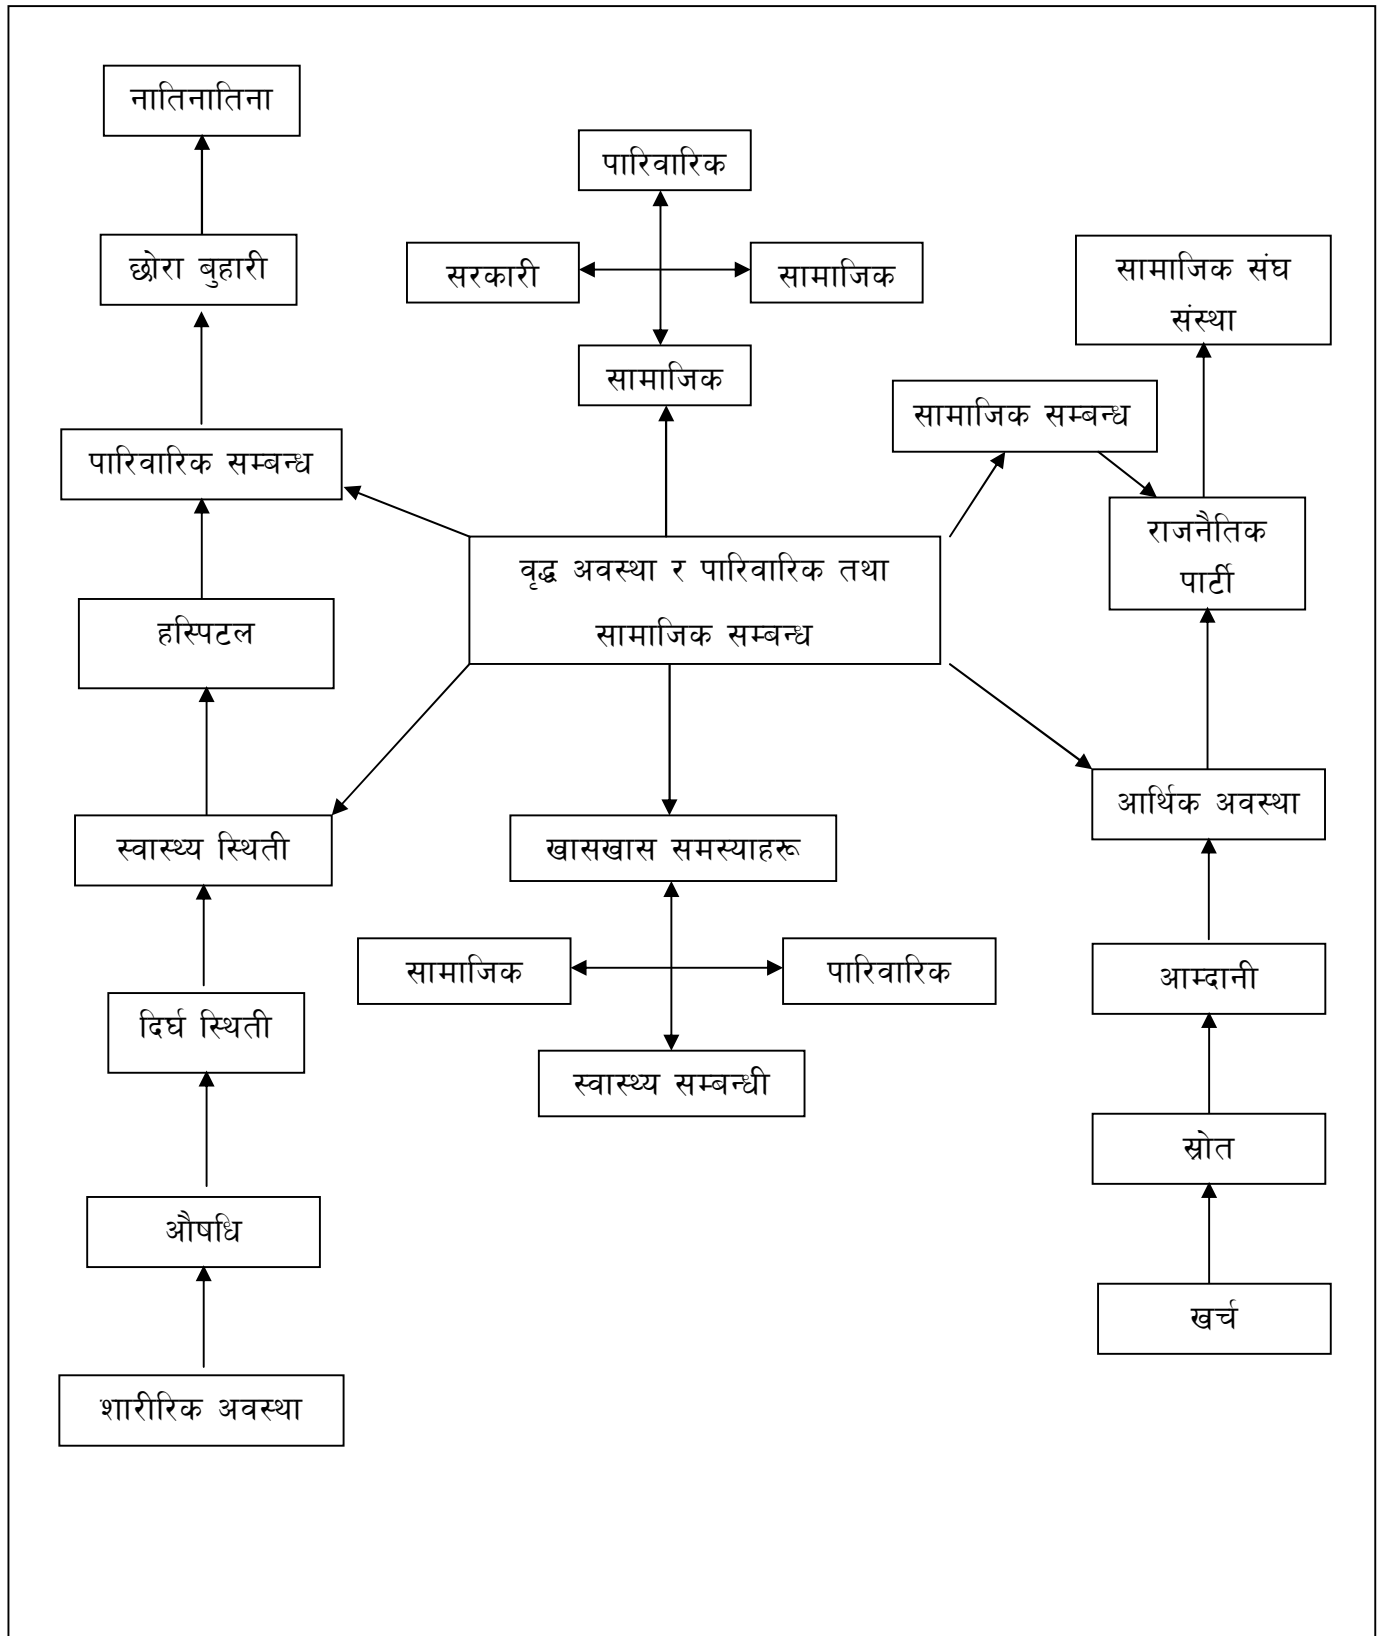 नातिनातिना
पारिवारिक
छोरा बुहारी
सरकारी
सामाजिक
सामाजिक संघ
संस्था
सामाजिक
सामाजिक सम्बन्ध
पारिवारिक सम्बन्ध
राजनैतिक
पार्टी
वृद्ध अवस्था र पारिवारिक तथा
सामाजिक सम्बन्ध
हस्पिटल
आर्थिक अवस्था
स्वास्थ्य स्थिती
खासखास समस्याहरू
सामाजिक
पारिवारिक
आम्दानी
दिर्घ स्थिती
स्वास्थ्य सम्बन्धी
स्रोत
औषधि
खर्च
शारीरिक अवस्था